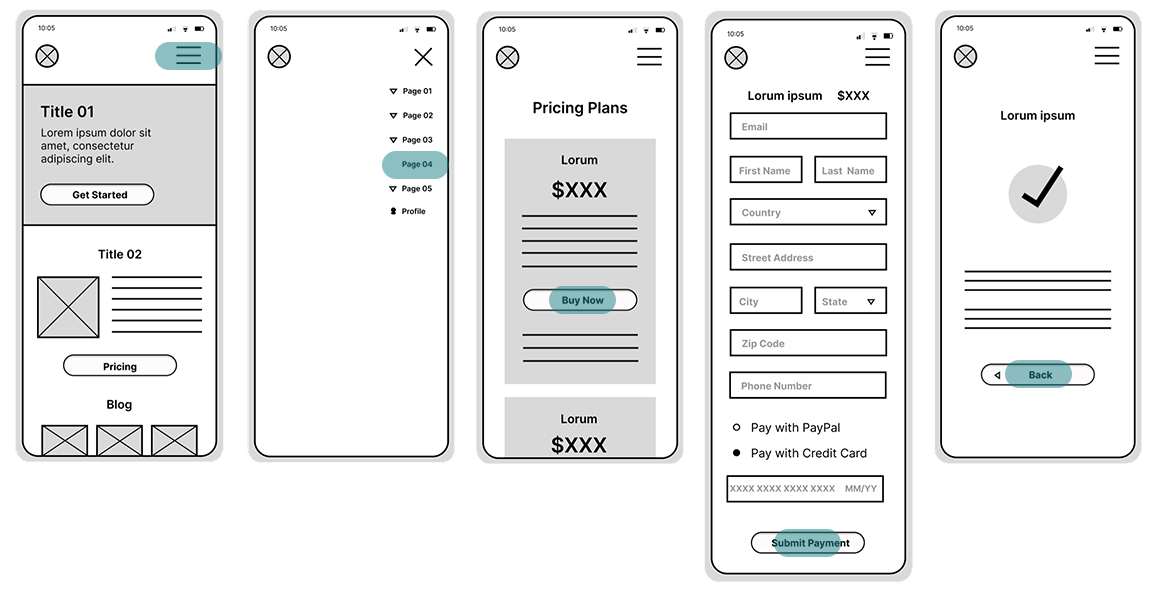 10:05
Title 01
Lorem ipsum dolor sit
amet, consectetur
adipiscing elit.
Get Started
Title 02
Pricing
Blog
10:05
Page 01
Page 02
Page 03
Page 04
Page 05
Profile
10:05
Pricing Plans
Lorum
$XXX
Buy Now
Lorum
$XXX
10:05
Lorum ipsum $XXX
Email
First Name Last Name
Country
Street Address
City State
Zip Code
Phone Number
Pay with PayPal
Pay with Credit Card
XXXX XXXX XXXX XXXX MM/YY
Submit Payment
10:05
Lorum ipsum
Back